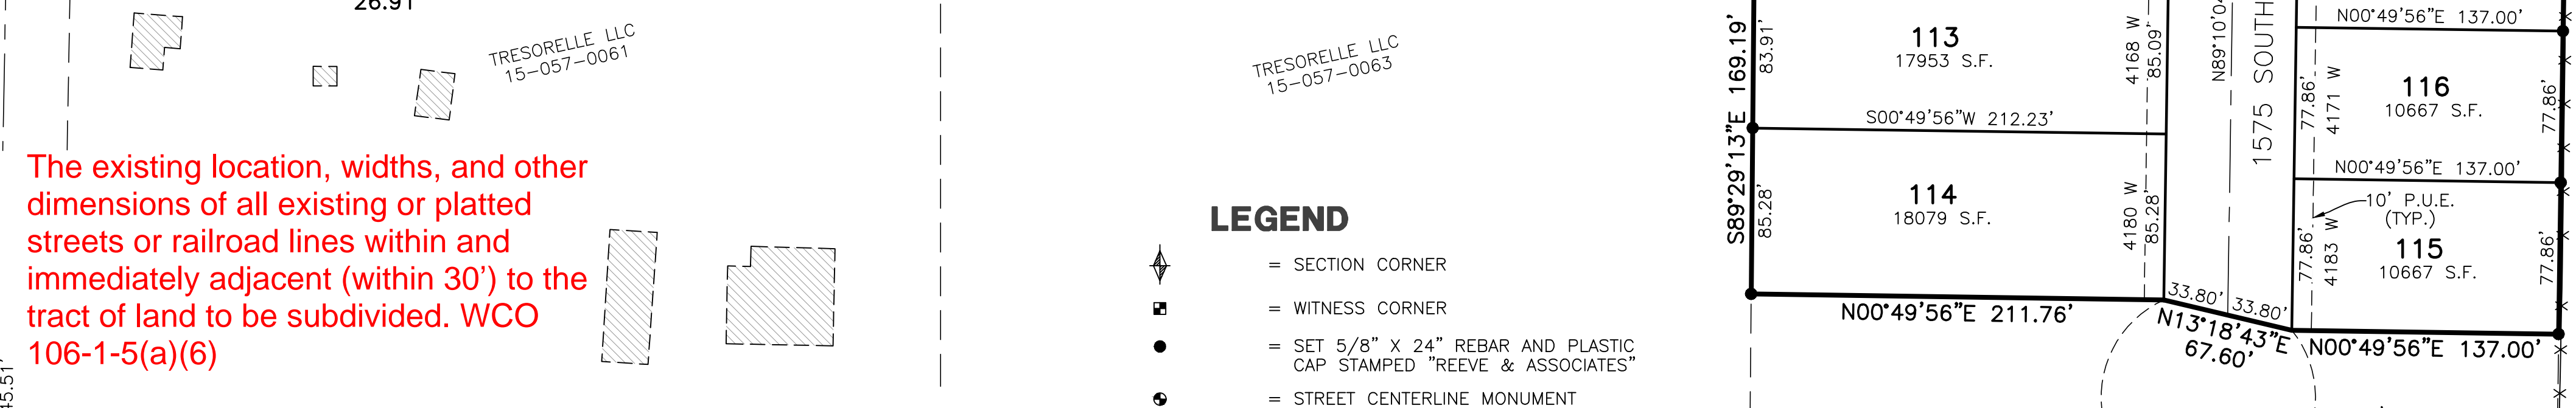 26.91
TRESORELLE LLC
15-057-0061
The existing location, widths, and other
dimensions of all existing or platted
streets or railroad lines within and
immediately adjacent (within 30') to the
tract of land to be subdivided. WCO
106-1-5(a)(6)
45.51'
TRESORELLE LLC
15-057-0063
LEGEND
= SECTION CORNER
= WITNESS CORNER
= SET 5/8" X 24" REBAR AND PLASTIC
CAP STAMPED "REEVE & ASSOCIATES"
= STREET CENTERLINE MONUMENT
S89°29'13"E 169.19'
83.91'
113
17953 S.F.
4168 W
85.09'
S00°49'56"W 212.23'
85.28'
114
18079 S.F.
4180 W
85.28'
N00°49'56"E 211.76'
N89°10'04
1575 SOUTH
33.80'
33.80'
N13°18'43"E
67.60'
N00°49'56"E 137.00'
77.86'
4171 W
116
10667 S.F.
77.86'
N00°49'56"E 137.00'
10' P.U.E.
(TYP.)
77.86'
4183 W
115
10667 S.F.
77.86'
N00°49'56"E 137.00'